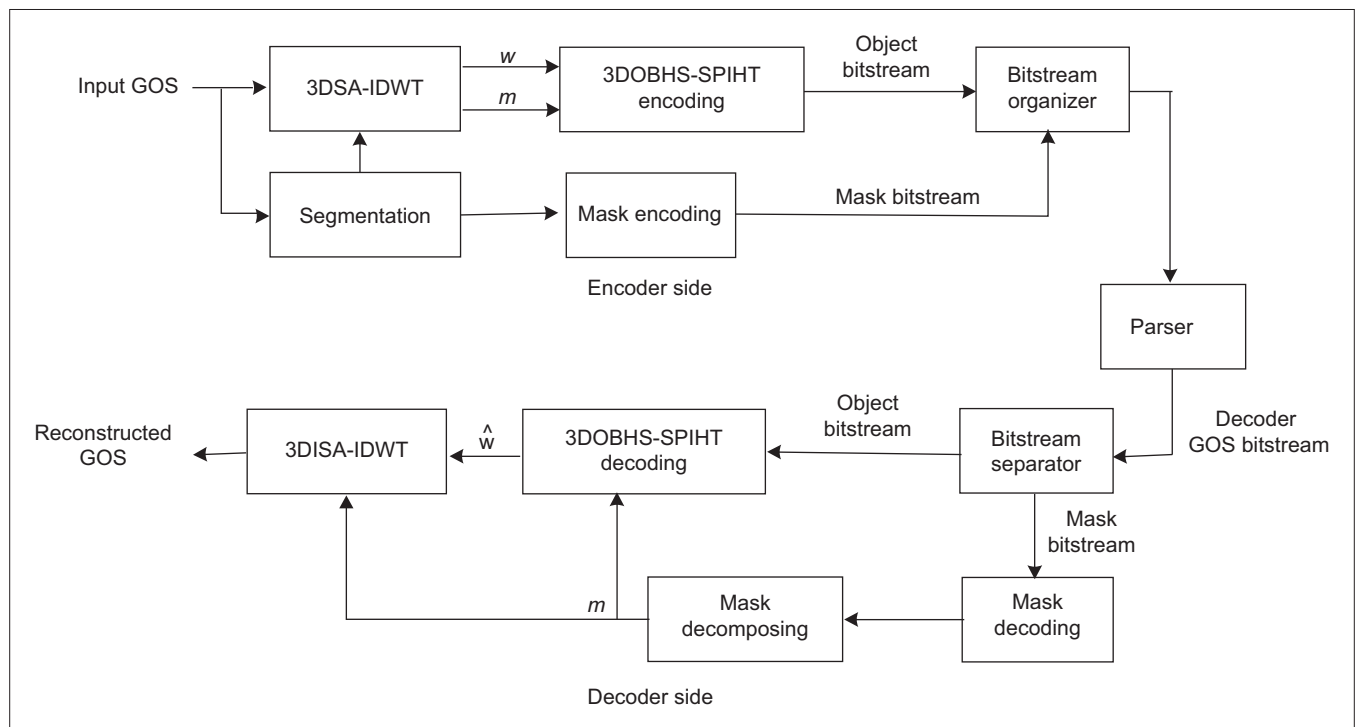 Input GOS
3DSA-IDWT
w
m
3DOBHS-SPIHT
encoding
Object
bitstream
Bitstream
organizer
Segmentation
Mask encoding
Mask bitstream
Encoder side
Parser
Decoder
GOS bitstream
Reconstructed
GOS
3DISA-IDWT
ŵ
3DOBHS-SPIHT
decoding
Object
bitstream
Bitstream
separator
Mask
bitstream
m
Mask
decomposing
Mask
decoding
Decoder side